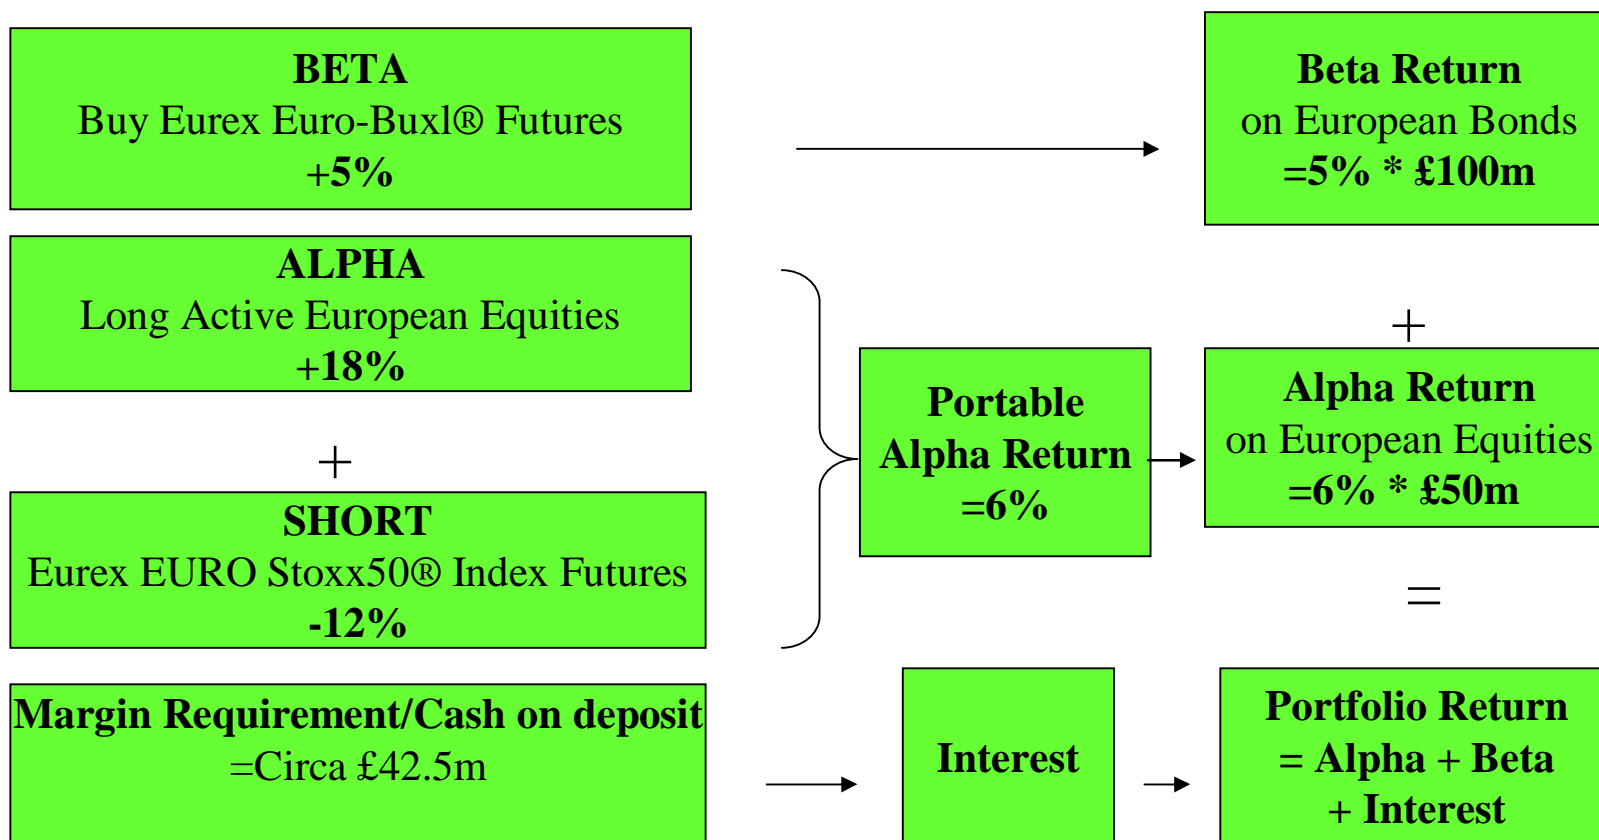 BETA
Buy Eurex Euro-Buxl® Futures
+5%
Beta Return
on European Bonds
=5% * £100m
ALPHA
Long Active European Equities
+18%
+
SHORT
Eurex EURO Stoxx50® Index Futures
-12%
Portable
Alpha Return
=6%
+
Alpha Return
on European Equities
=6% * £50m
=
Margin Requirement/Cash on deposit
=Circa £42.5m
Interest
Portfolio Return
= Alpha + Beta
+ Interest